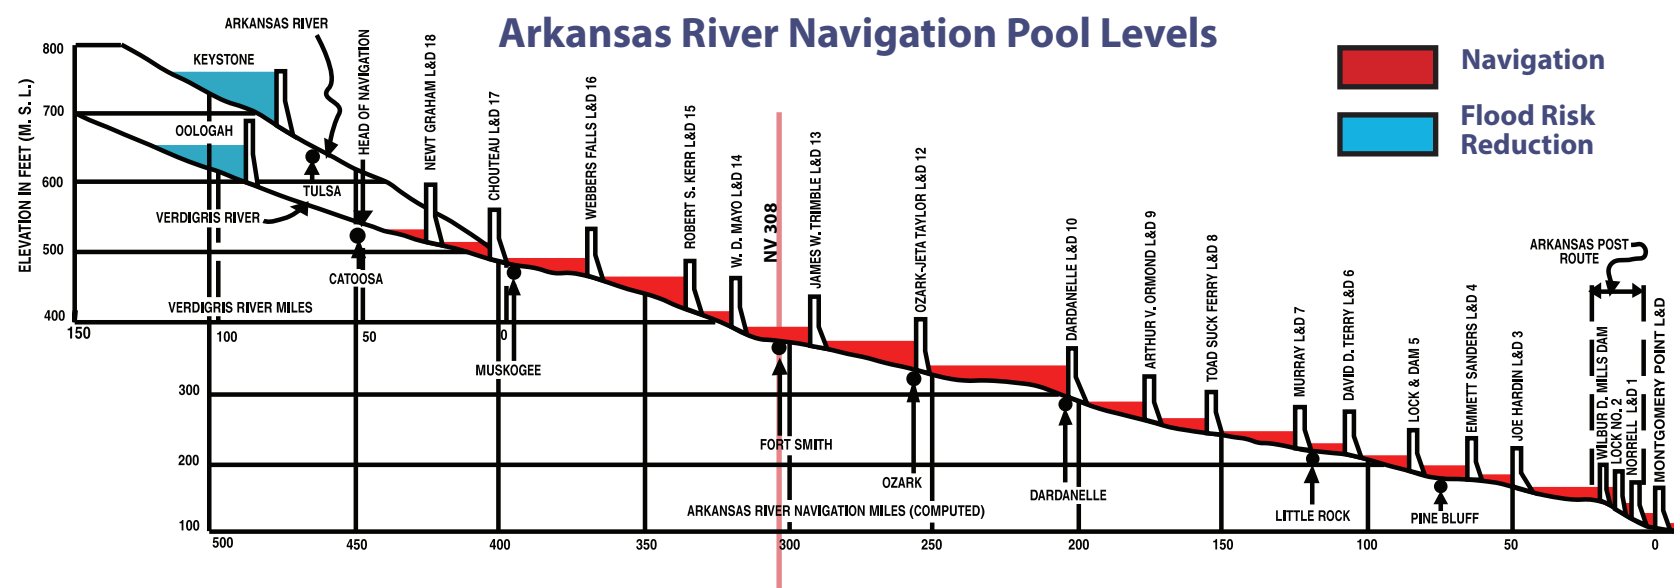 Arkansas River Navigation Pool Levels
Navigation
Flood Risk
Reduction
ELEVATION IN FEET (M. S. L.)
800
700
600
500
400
300
200
100
ARKANSAS RIVER
KEYSTONE
OOLOGAH
TULSA
VERDIGRIS RIVER
HEAD OF NAVIGATION
CATOOSA
VERDIGRIS RIVER MILES
150
100
50
0
NEWT GRAHAM L&D 18
CHOUTEAU L&D 17
MUSKOGEE
WEBBERS FALLS L&D 16
ROBERT S. KERR L&D 15
W. D. MAYO L&D 14
NV 308
JAMES W. TRIMBLE L&D 13
FORT SMITH
OZARK-JETA TAYLOR L&D 12
OZARK
DARDANELLE L&D 10
DARDANELLE
ARTHUR V. ORMOND L&D 9
TOAD SUCK FERRY L&D 8
MURRAY L&D 7
LITTLE ROCK
DAVID D. TERRY L&D 6
LOCK & DAM 5
PINE BLUFF
EMMETT SANDERS L&D 4
JOE HARDIN L&D 3
ARKANSAS POST
ROUTE
WILBUR D. MILLS DAM
LOCK NO. 2
NORRELL L&D 1
MONTGOMERY POINT L&D
ARKANSAS RIVER NAVIGATION MILES (COMPUTED)
500
450
400
350
300
250
200
150
100
50
0